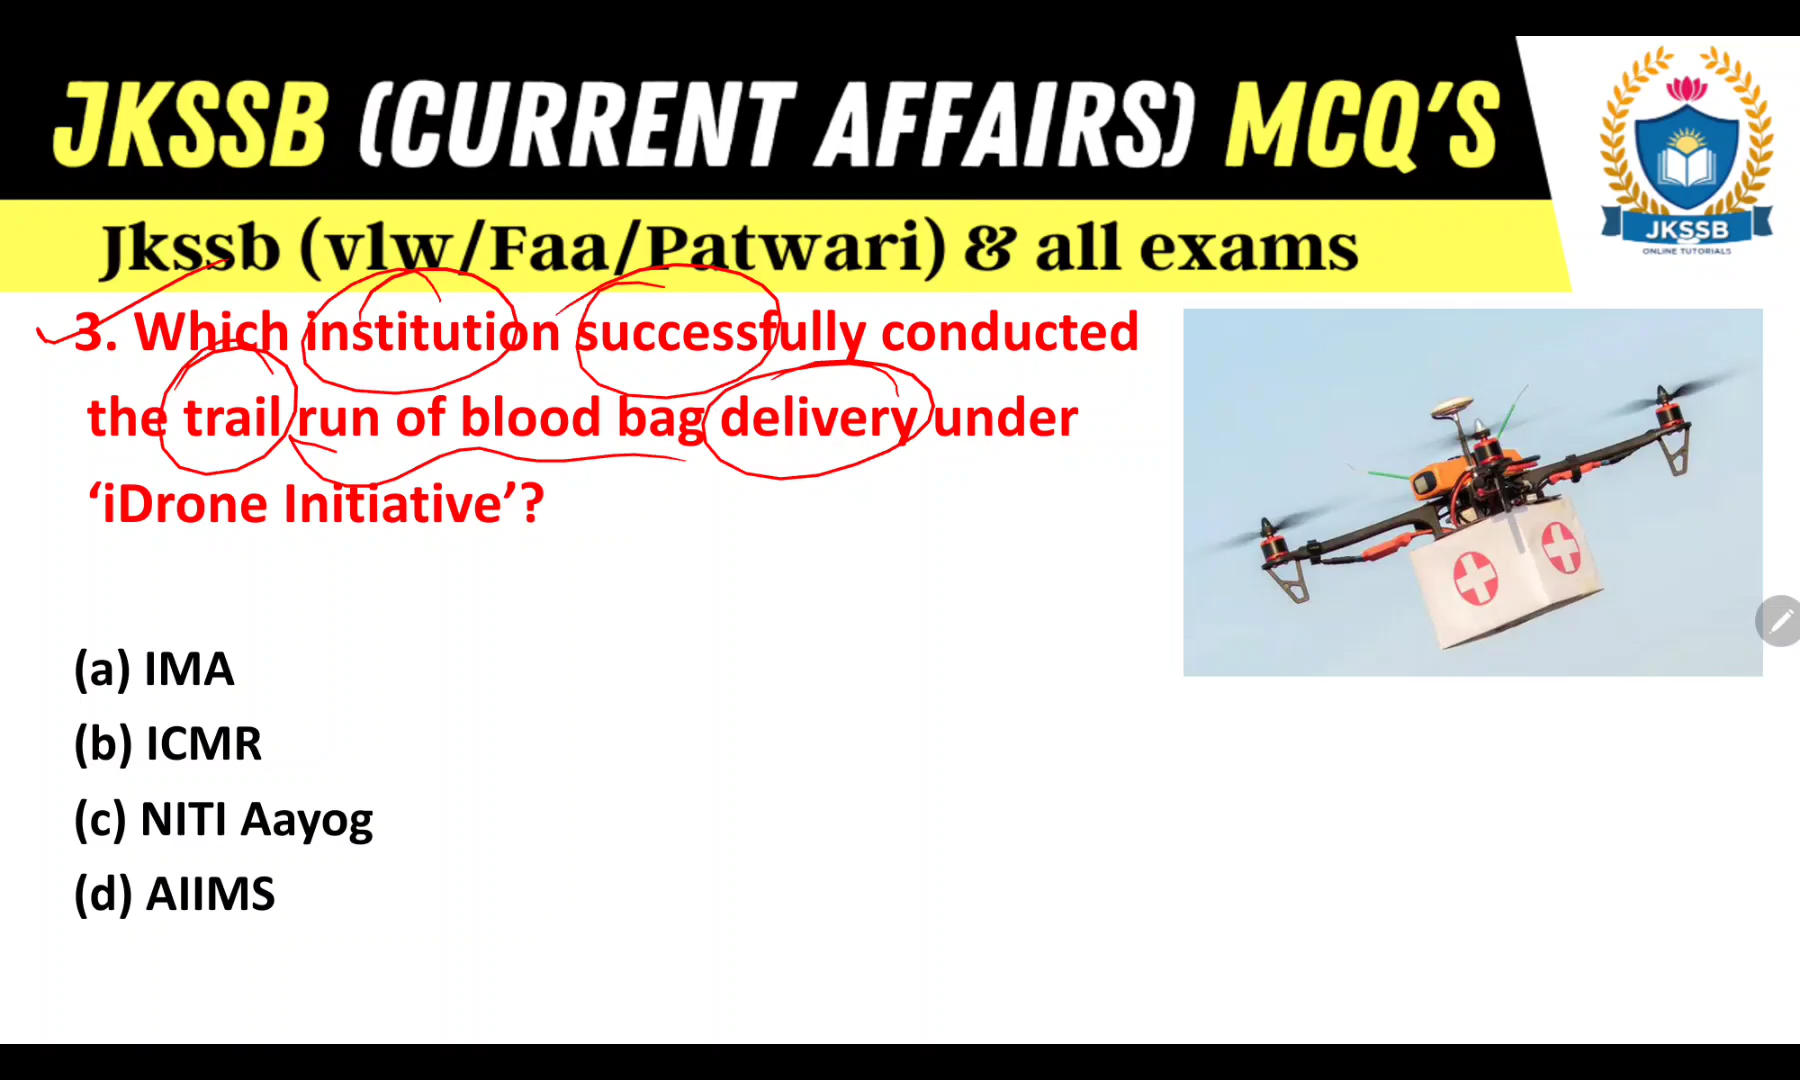 JKSSB (CURRENT AFFAIRS) MCQ'S
JKSSB
ONLINE TUTORIALS
Jkssb (vlw/Faa/Patwari) & all exams
3. Which institution successfully conducted
the trail run of blood bag delivery under
‘iDrone Initiative’?
(a) IMA
(b) ICMR
(c) NITI Aayog
(d) AIIMS